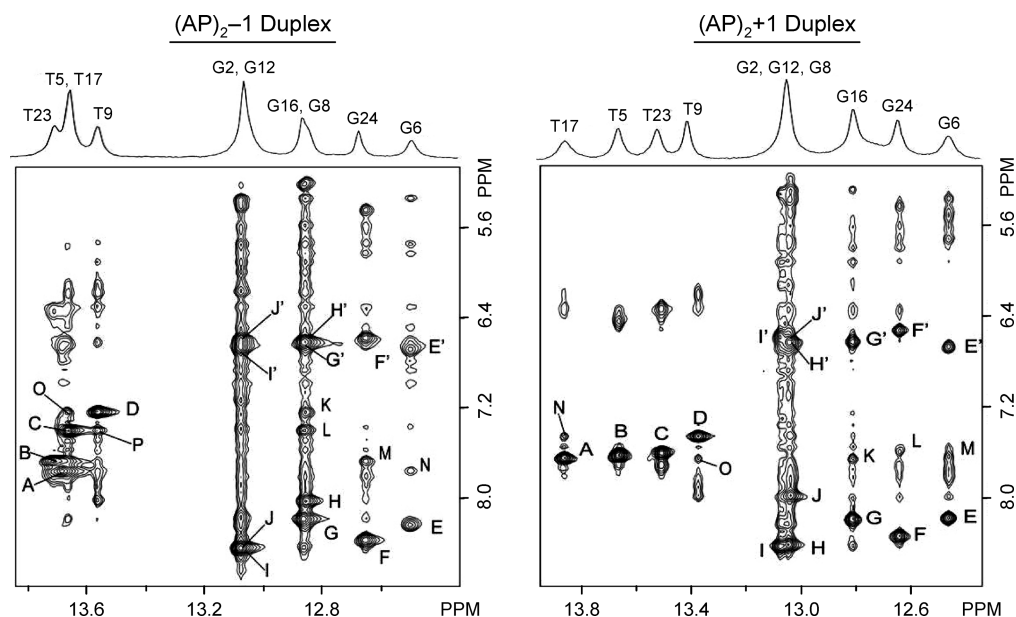 (AP)2–1 Duplex
G2, G12
T5, T17
G16, G8
T23
T9
G24
G6
PPM
5.6
6.4
7.2
8.0
J'
H'
I'
G'
F'
E'
O
C
D
P
B
A
K
L
M
N
H
G
J
I
F
E
13.6
13.2
12.8
PPM
(AP)2+1 Duplex
G2, G12, G8
G16
G24
T17
T5
T23
T9
G6
PPM
5.6
6.4
7.2
8.0
I'
J'
H'
G'
F'
E'
N
A
B
C
D
O
K
L
M
J
I
H
G
F
E
13.8
13.4
13.0
12.6
PPM